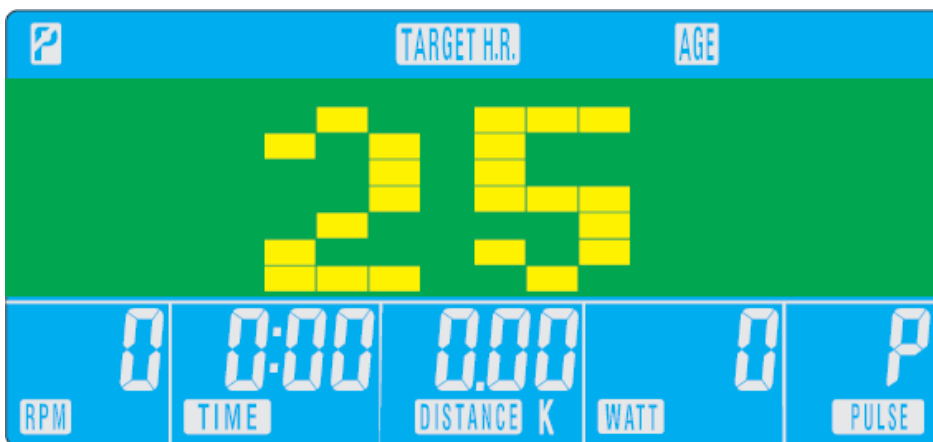 P TARGET H.R. AGE
25
0 0:00 0.00 0 P
RPM TIME DISTANCE K WATT PULSE